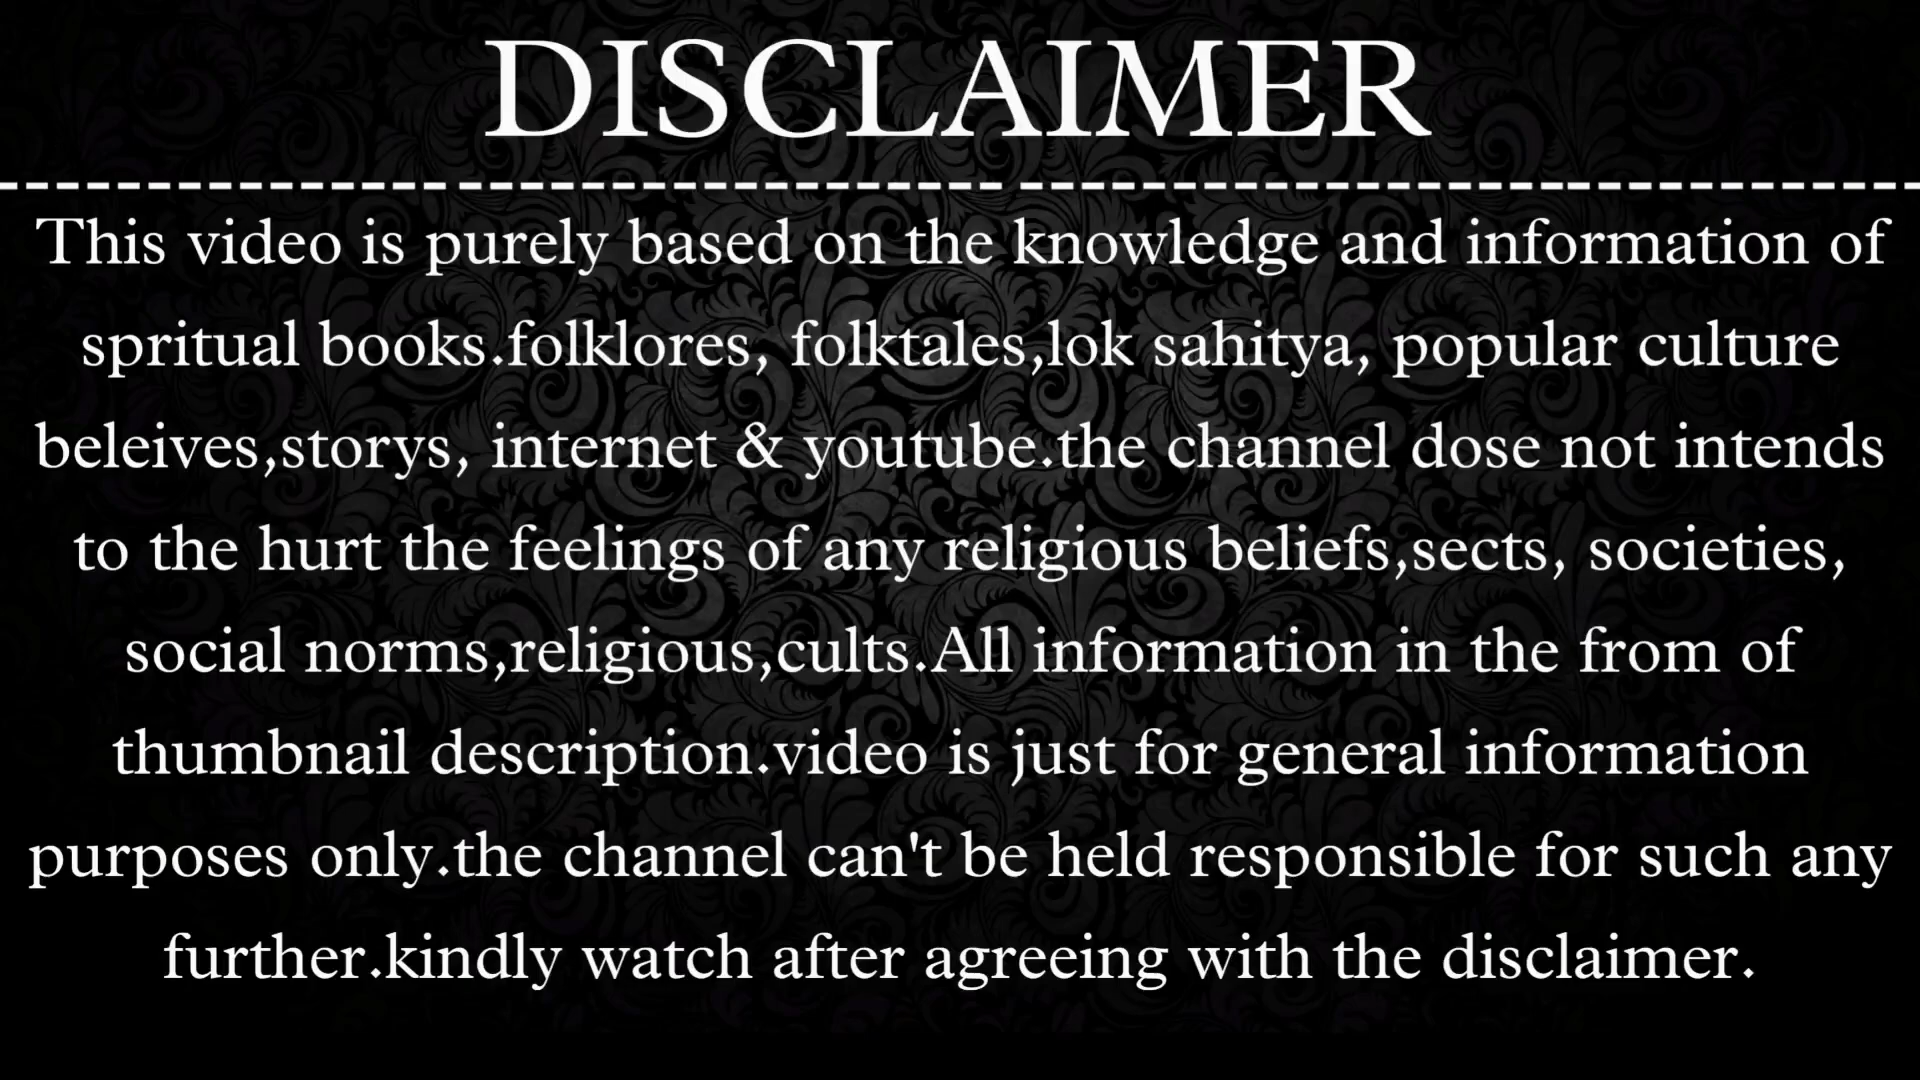 DISCLAIMER
This video is purely based on the knowledge and information of
spritual books.folklores, folktales,lok sahitya, popular culture
beleives,storys, internet & youtube.the channel dose not intends
to the hurt the feelings of any religious beliefs,sects, societies,
social norms,religious,cults.All information in the from of
thumbnail description.video is just for general information
purposes only.the channel can't be held responsible for such any
further.kindly watch after agreeing with the disclaimer.